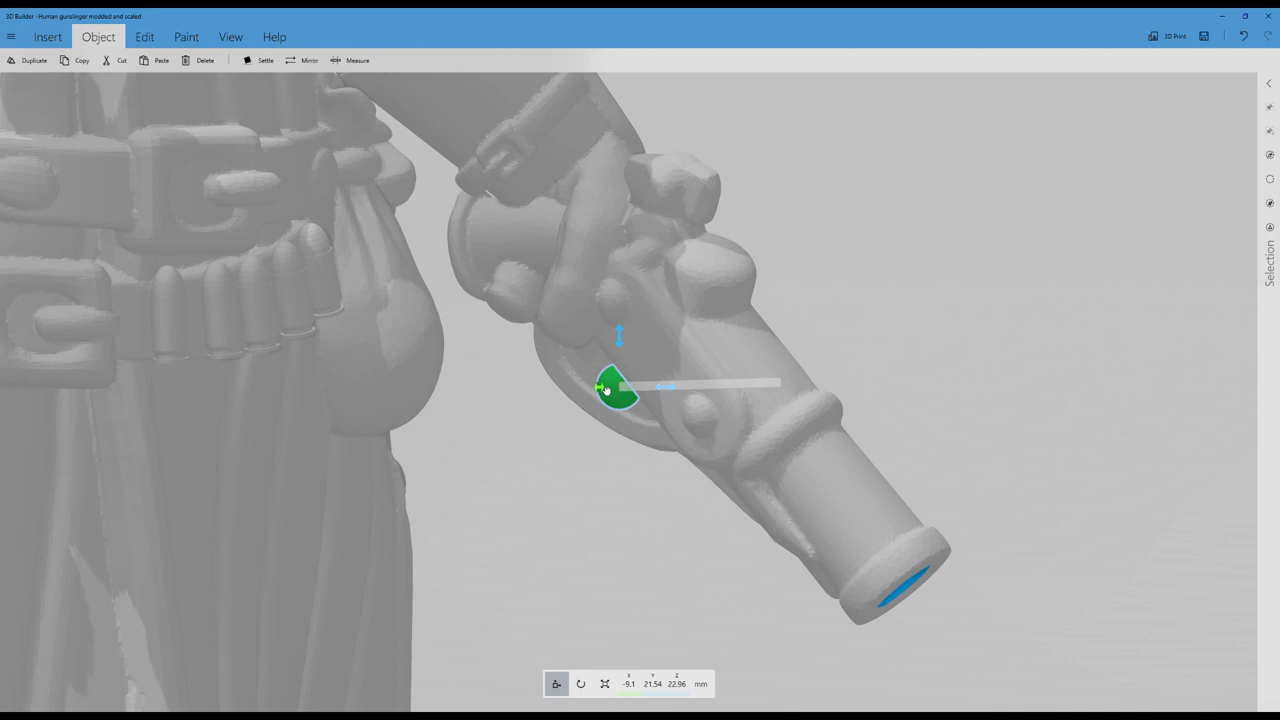 3D Builder -Human gunslinger modded and scaled
Insert Object Edit Paint View Help 3D Print
Duplicate Copy Cut Paste Delete Settle Mirror Measure
Selection
X Y Z
-9.1 21.54 22.96 mm